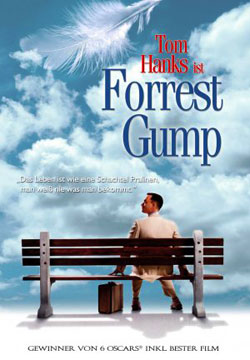 Tom
Hanks ist
Forrest
Gump
„Das Leben ist wie eine Schachtel Pralinen,
man weiß nie was man bekommt.“
GEWINNER VON 6 OSCARS® INKL. BESTER FILM